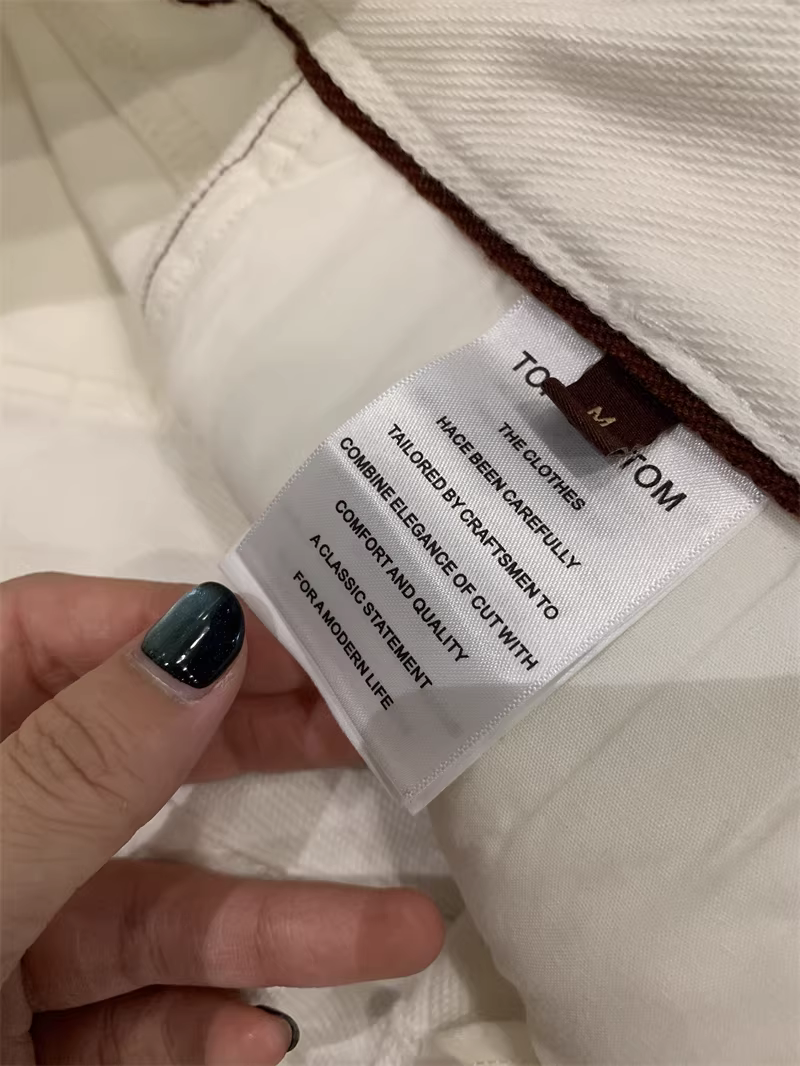 M
THE CLOTHES
HACE BEEN CAREFULLY
TAILORED BY CRAFTSMEN TO
COMBINE ELEGANCE OF CUT WITH
COMFORT AND QUALITY
A CLASSIC STATEMENT
FOR A MODERN LIFE